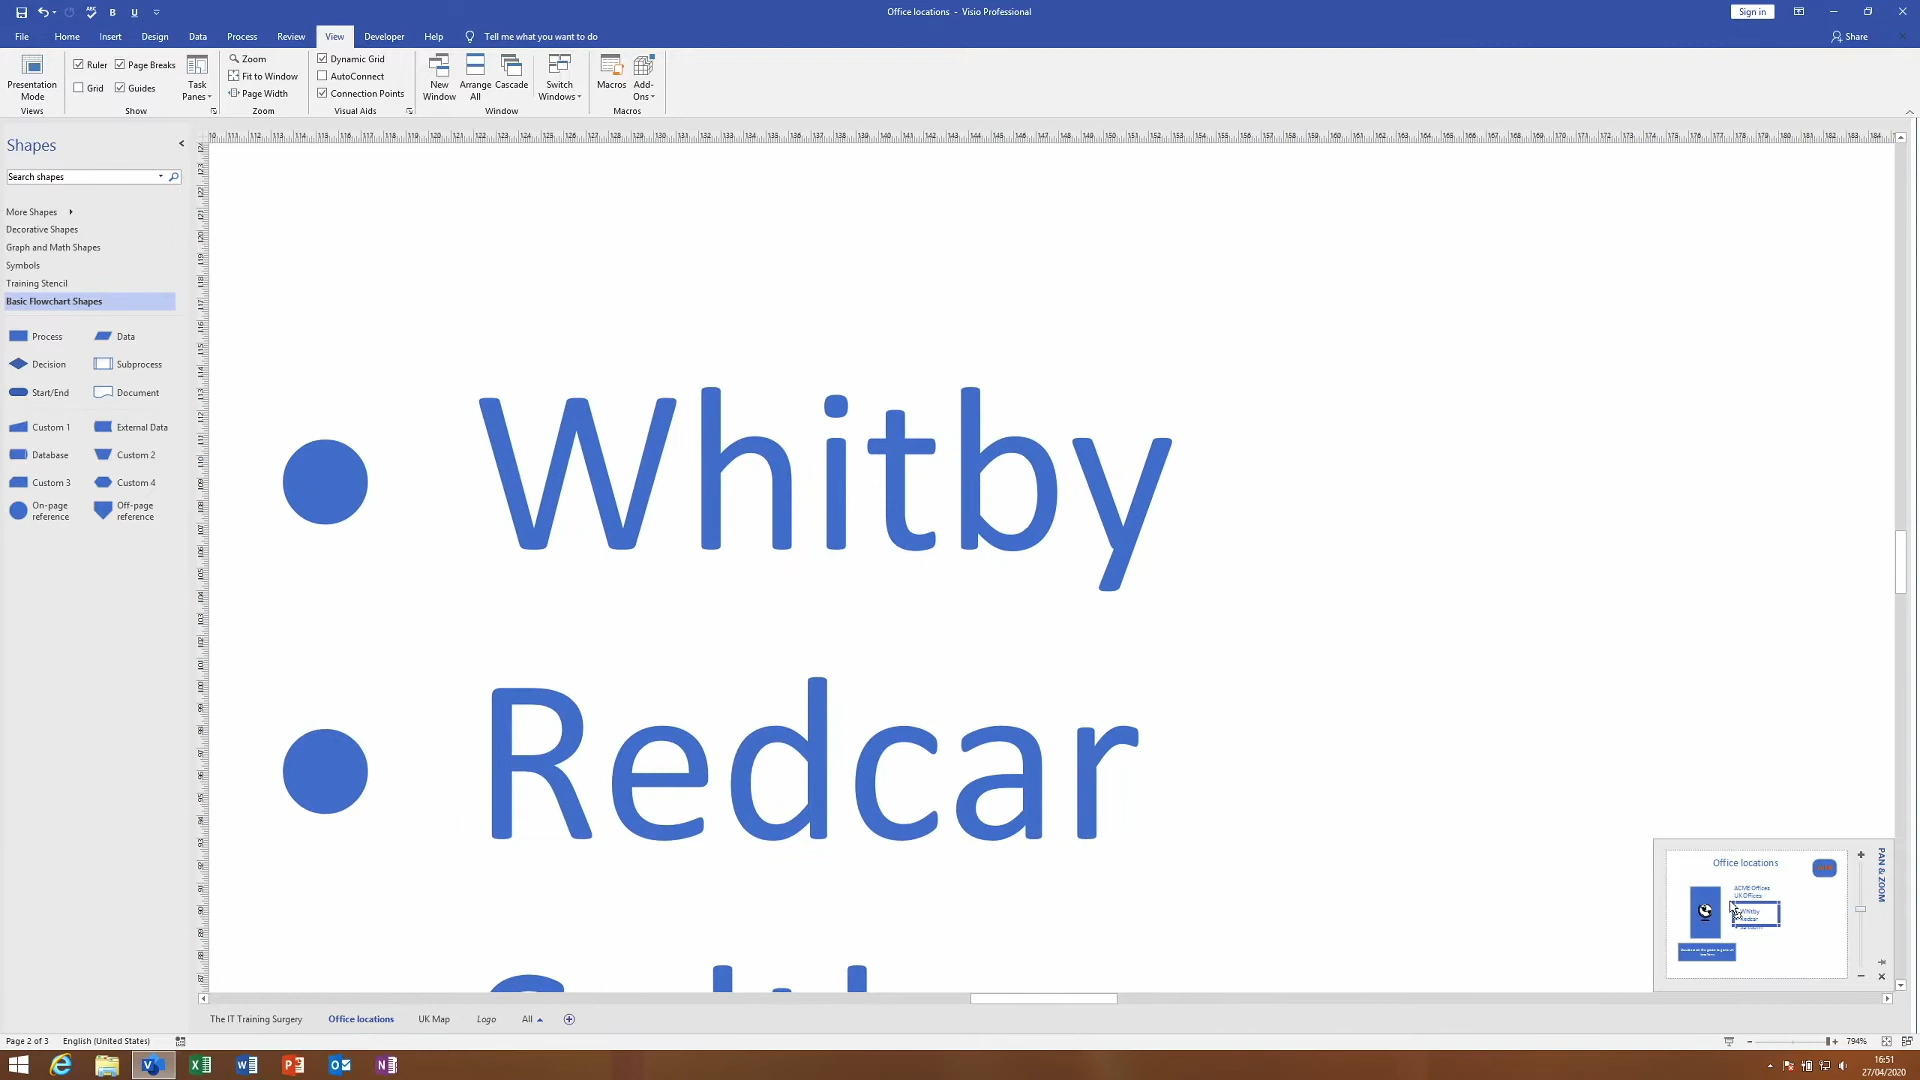 Office locations - Visio Professional
Sign in
File Home Insert Design Data Process Review View Developer Help Tell me what you want to do Share
Presentation Mode
Ruler Page Breaks
Grid Guides
Task Panes
Zoom
Fit to Window
Page Width
Dynamic Grid
AutoConnect
Connection Points
New Window
Arrange All
Cascade
Switch Windows
Macros
Add-Ons
Views Show Zoom Visual Aids Window Macros
Shapes
Search shapes
More Shapes
Decorative Shapes
Graph and Math Shapes
Symbols
Training Stencil
Basic Flowchart Shapes
Process Data
Decision Subprocess
Start/End Document
Custom 1 External Data
Database Custom 2
Custom 3 Custom 4
On-page reference
Off-page reference
Whitby
Redcar
PAN & ZOOM
Office locations
ACME Offices
UK Offices
Whitby
Redcar
The IT Training Surgery Office locations UK Map Logo All
Page 2 of 3 English (United States)
794%
16:51
27/04/2020